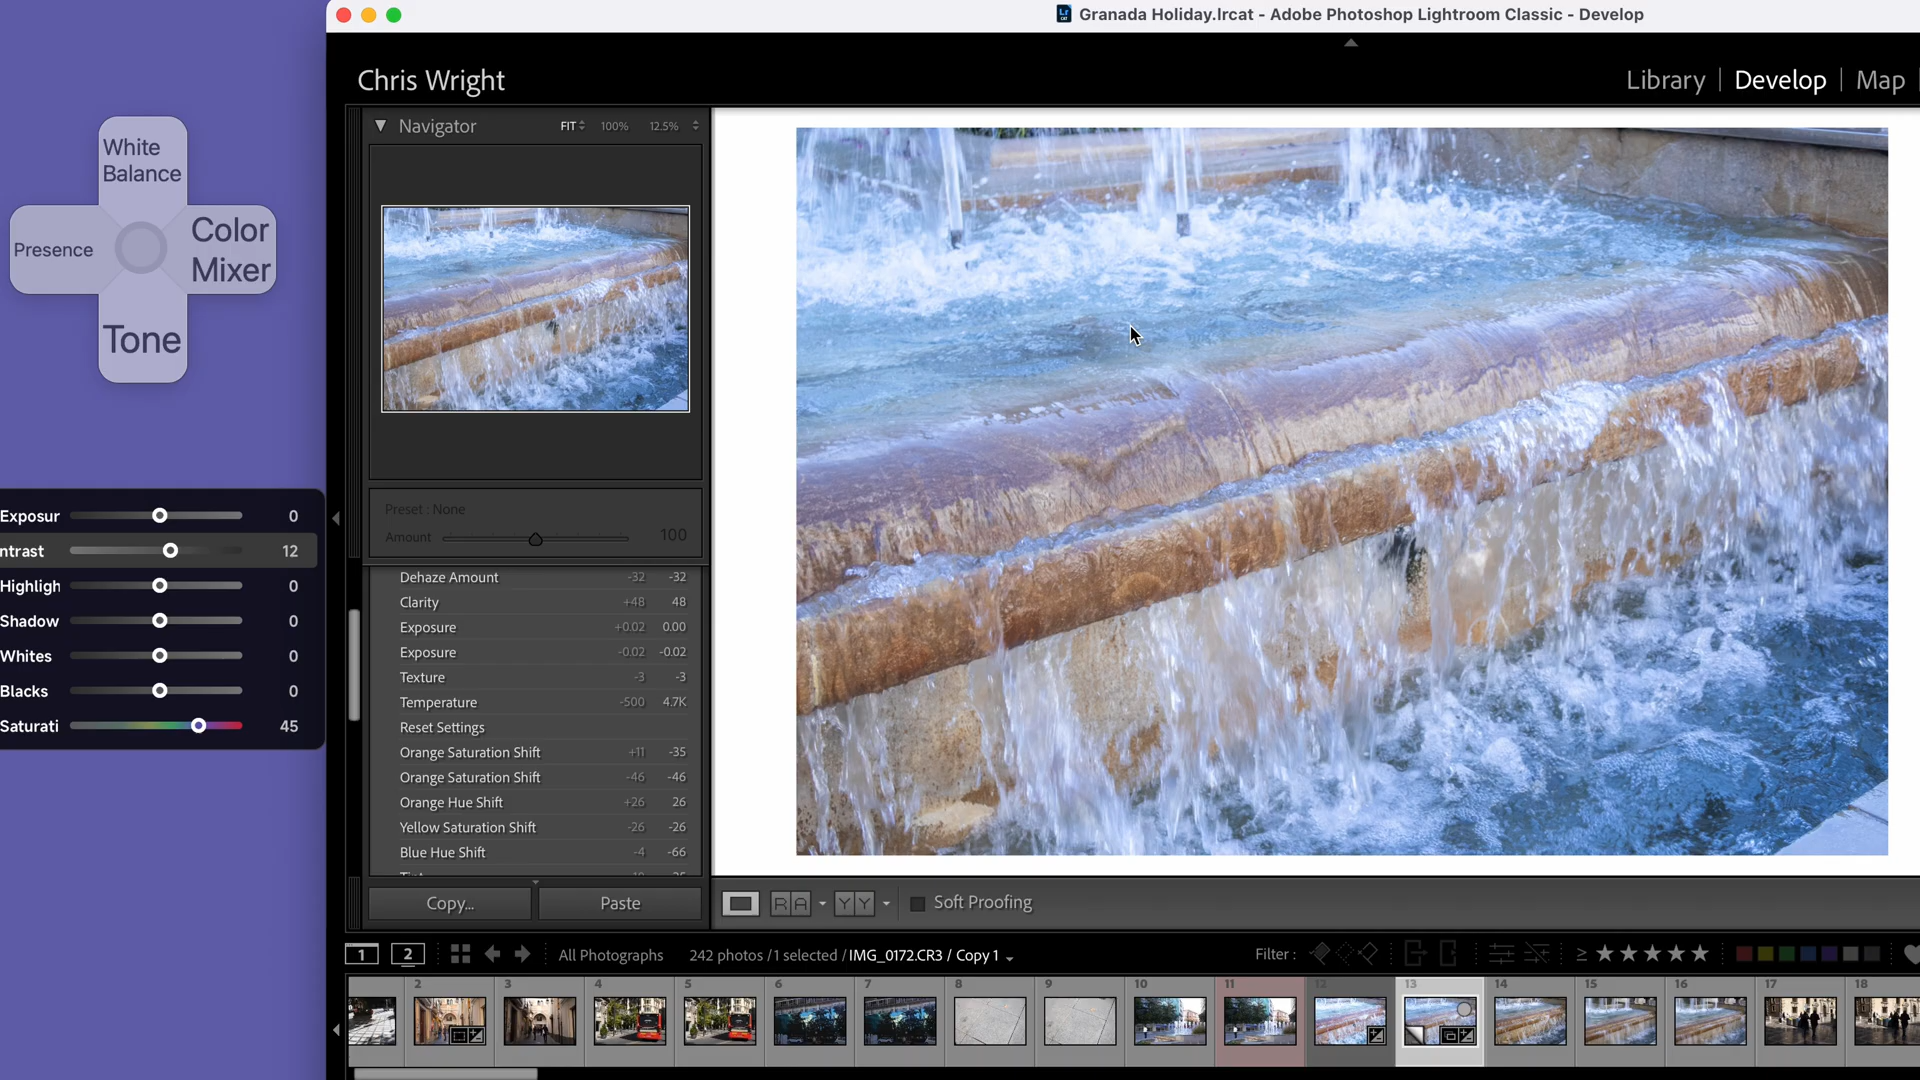 Granada Holiday.lrcat - Adobe Photoshop Lightroom Classic - Develop
Chris Wright
Library | Develop | Map
White
Balance
Presence
Color
Mixer
Tone
Navigator FIT 100% 12.5%
Exposur 0
ntrast 12
Highligh 0
Shadow 0
Whites 0
Blacks 0
Saturati 45
Preset : None
Amount 100
Dehaze Amount -32 -32
Clarity +48 48
Exposure +0.02 0.00
Exposure -0.02 -0.02
Texture -3 -3
Temperature -500 4.7K
Reset Settings
Orange Saturation Shift +11 -35
Orange Saturation Shift -46 -46
Orange Hue Shift +26 26
Yellow Saturation Shift -26 -26
Blue Hue Shift -4 -66
Copy... Paste
R A Y Y Soft Proofing
1 2 All Photographs 242 photos /1 selected / IMG_0172.CR3 / Copy 1 Filter : ≥
2 3 4 5 6 7 8 9 10 11 12 13 14 15 16 17 18